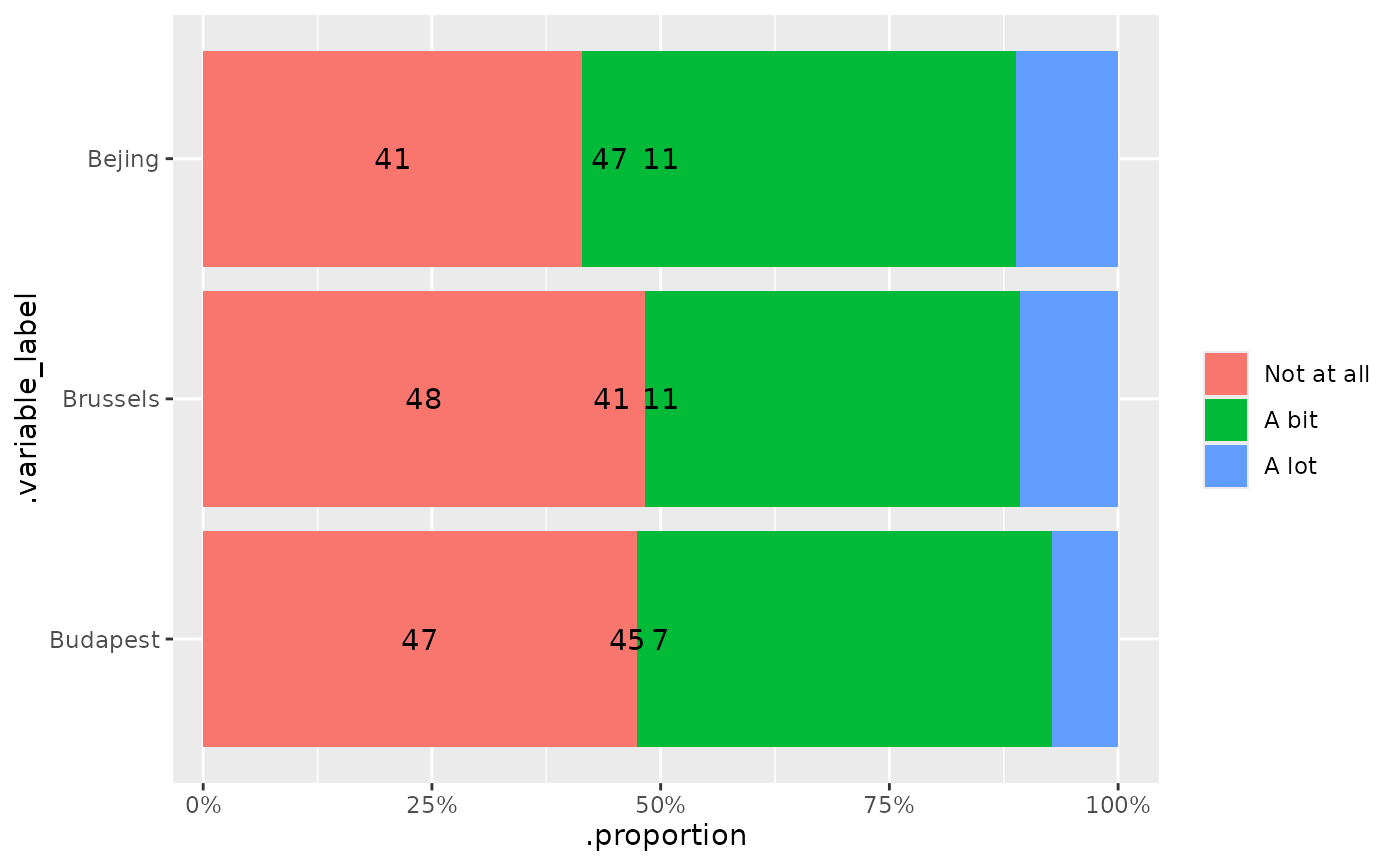 Bejing
41 47 11
Brussels
48 41 11
Budapest
47 45 7
0% 25% 50% 75% 100%
.proportion
.variable_label
Not at all
A bit
A lot